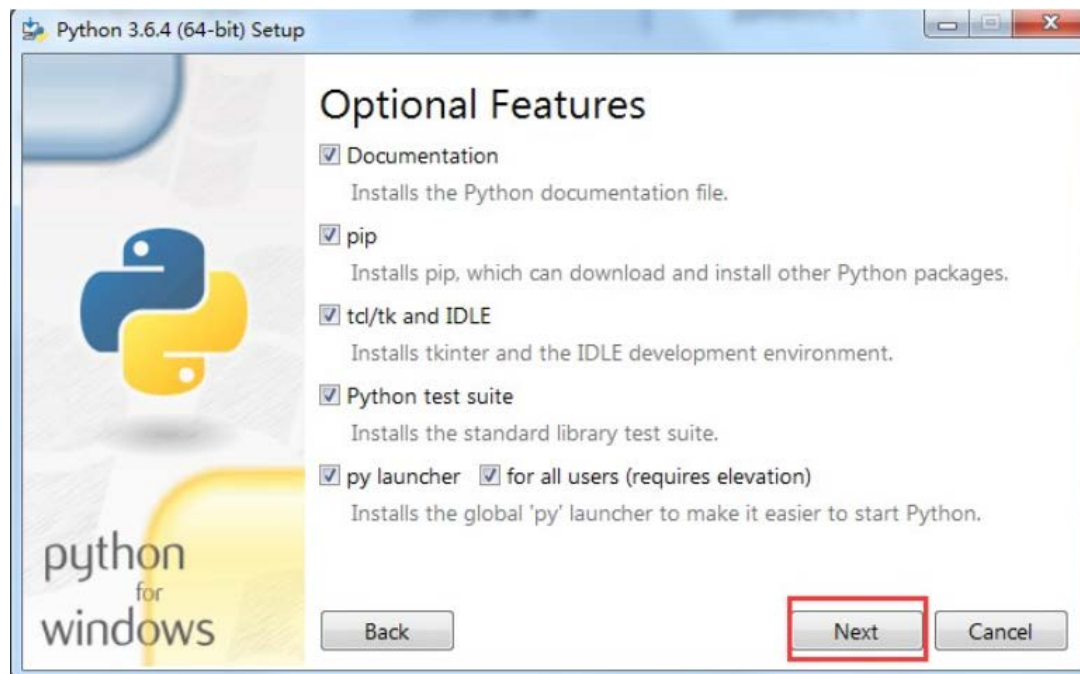 Python 3.6.4 (64-bit) Setup
Optional Features
Documentation
Installs the Python documentation file.
pip
Installs pip, which can download and install other Python packages.
tcl/tk and IDLE
Installs tkinter and the IDLE development environment.
Python test suite
Installs the standard library test suite.
py launcher for all users (requires elevation)
Installs the global 'py' launcher to make it easier to start Python.
python
for
windows
Back Next Cancel